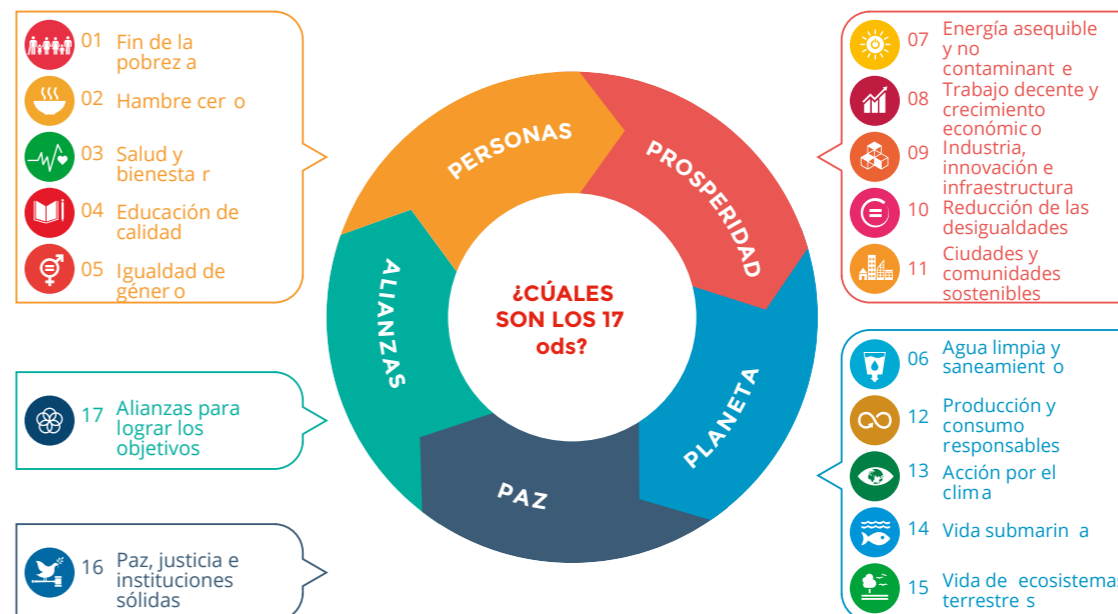 01 Fin de la
pobrez a
02 Hambre cer o
03 Salud y
bienesta r
04 Educación de
calidad
05 Igualdad de
géner o
17 Alianzas para
lograr los
objetivos
16 Paz, justicia e
instituciones
sólidas
PERSONAS
PROSPERIDAD
PLANETA
PAZ
ALIANZAS
¿CÚALES
SON LOS 17
ods?
07 Energía asequible
y no
contaminant e
08 Trabajo decente y
crecimiento
económic o
09 Industria,
innovación e
infraestructura
10 Reducción de las
desigualdades
11 Ciudades y
comunidades
sostenibles
06 Agua limpia y
saneamient o
12 Producción y
consumo
responsables
13 Acción por el
clim a
14 Vida submarin a
15 Vida de ecosistemas
terrestre s